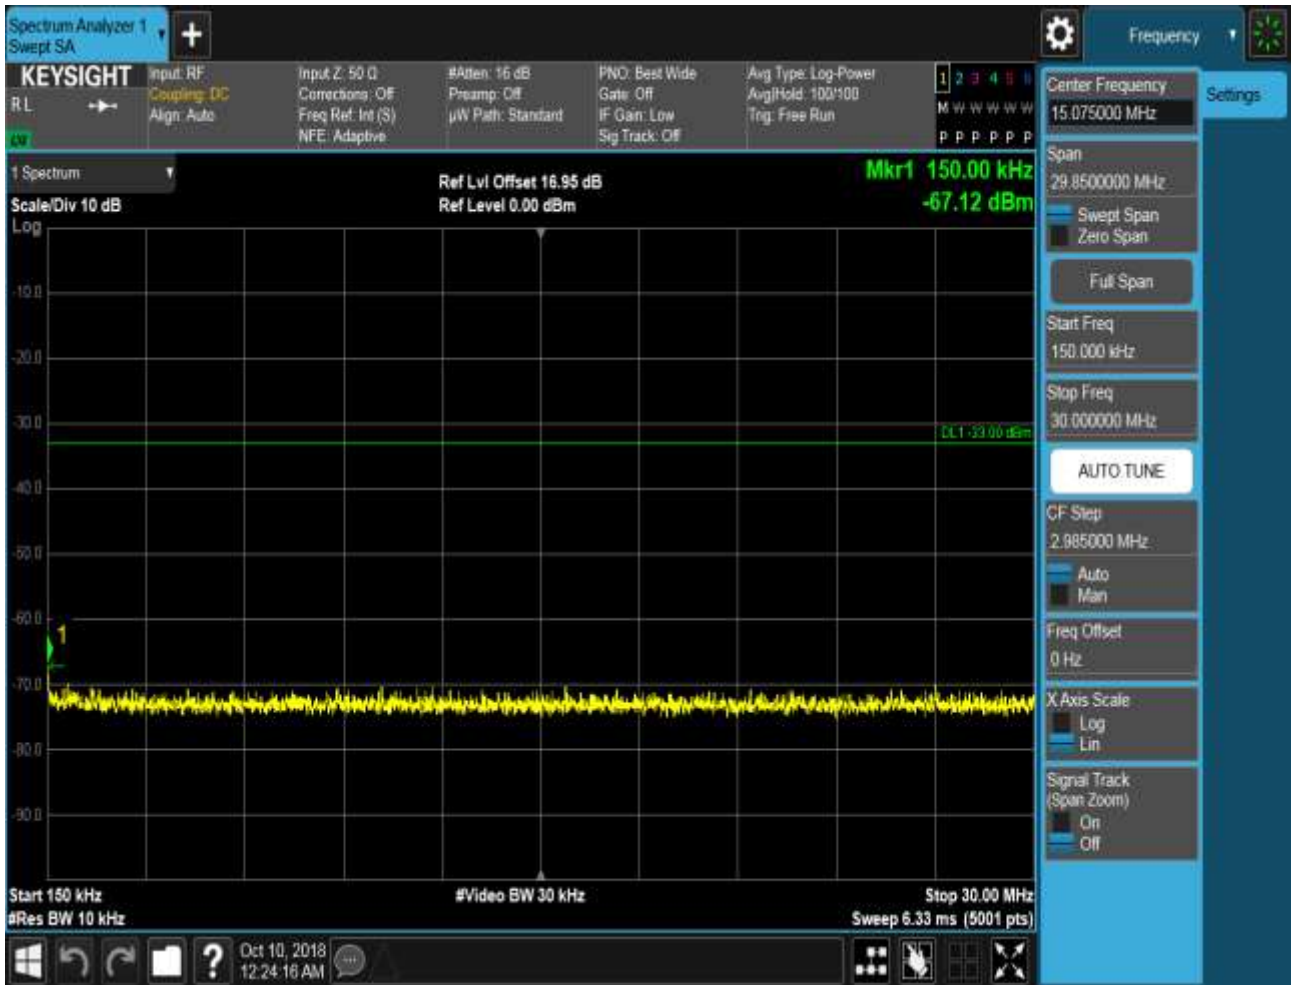 Spectrum Analyzer 1
Swept SA
Frequency
KEYSIGHT
RL
Input: RF
Coupling: DC
Align: Auto
Input Z: 50 Ω
Corrections: Off
Freq Ref: Int (S)
NFE: Adaptive
#Atten: 16 dB
Preamp: Off
µW Path: Standard
PNO: Best Wide
Gate: Off
IF Gain: Low
Sig Track: Off
Avg Type: Log-Power
Avg|Hold: 100/100
Trig: Free Run
1 2 3 4 5 6
M W W W W W
P P P P P P
1 Spectrum
Scale/Div 10 dB
Log
Ref Lvl Offset 16.95 dB
Ref Level 0.00 dBm
Mkr1 150.00 kHz
-67.12 dBm
-10.0
-20.0
-30.0
DL1 -33.00 dBm
-40.0
-50.0
-60.0
1
-70.0
-80.0
-90.0
Start 150 kHz
#Res BW 10 kHz
#Video BW 30 kHz
Stop 30.00 MHz
Sweep 6.33 ms (5001 pts)
Center Frequency
15.075000 MHz
Settings
Span
29.8500000 MHz
Swept Span
Zero Span
Full Span
Start Freq
150.000 kHz
Stop Freq
30.000000 MHz
AUTO TUNE
CF Step
2.985000 MHz
Auto
Man
Freq Offset
0 Hz
X Axis Scale
Log
Lin
Signal Track
(Span Zoom)
On
Off
?
Oct 10, 2018
12:24:16 AM